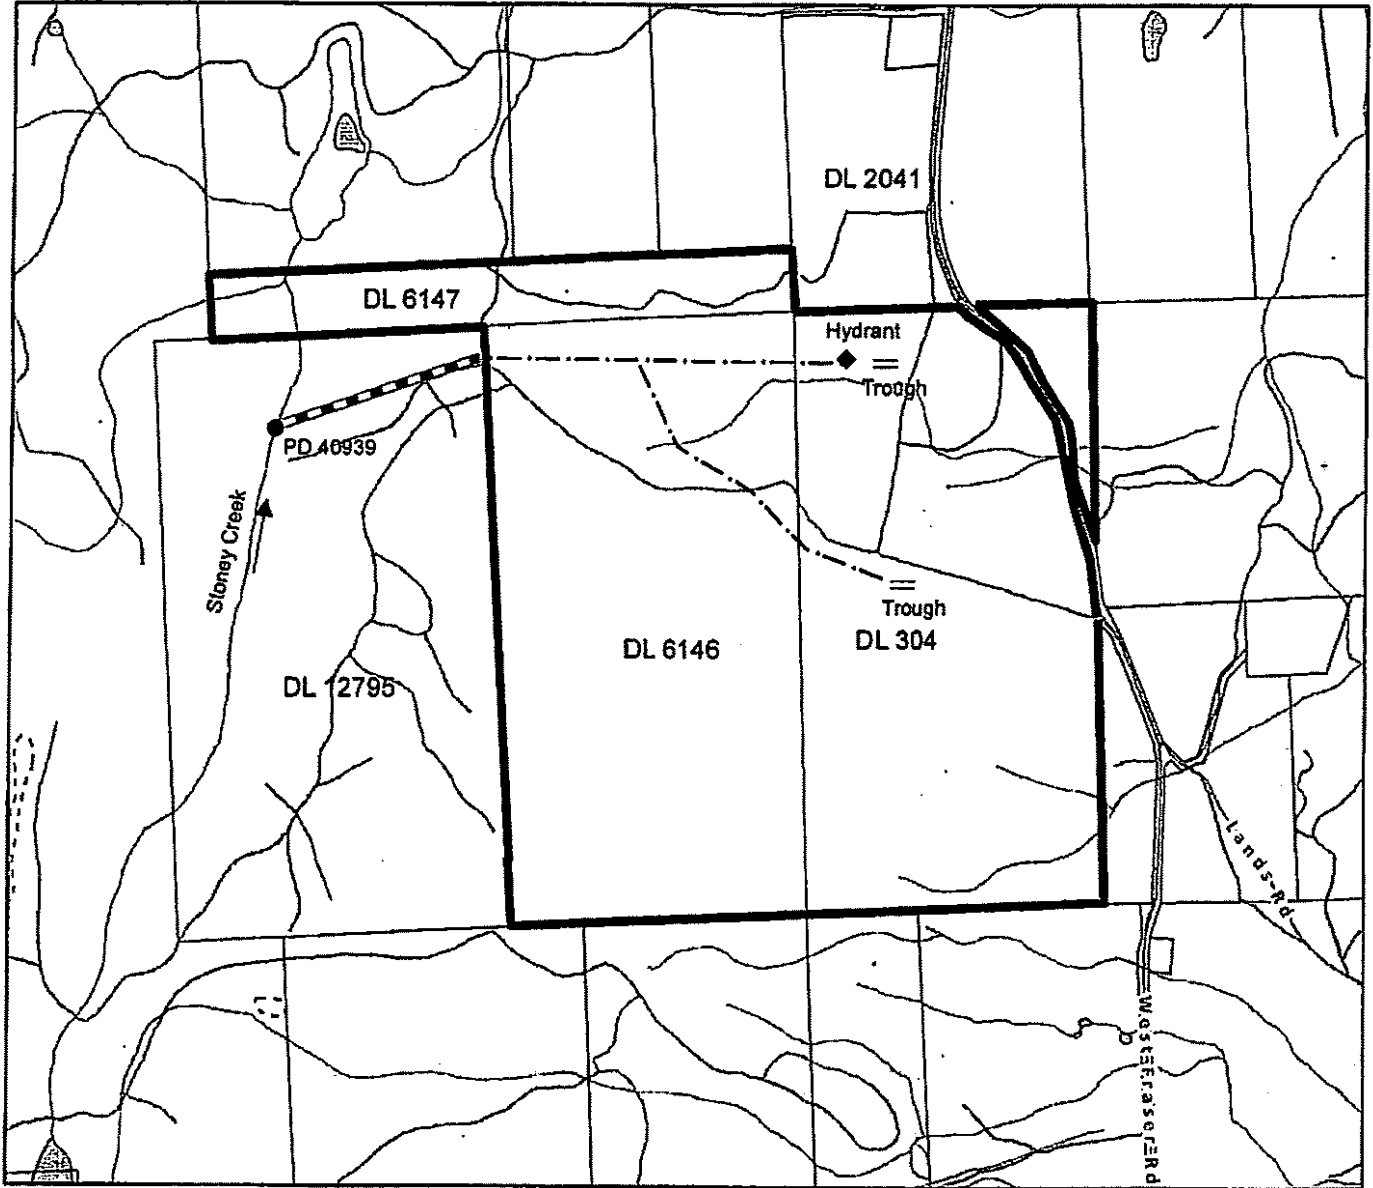 DL 2041
DL 6147
Hydrant
Trough
PD 40939
Stoney Creek
Trough
DL 6146
DL 304
DL 12795
Lands-Rd
West Fraser Rd